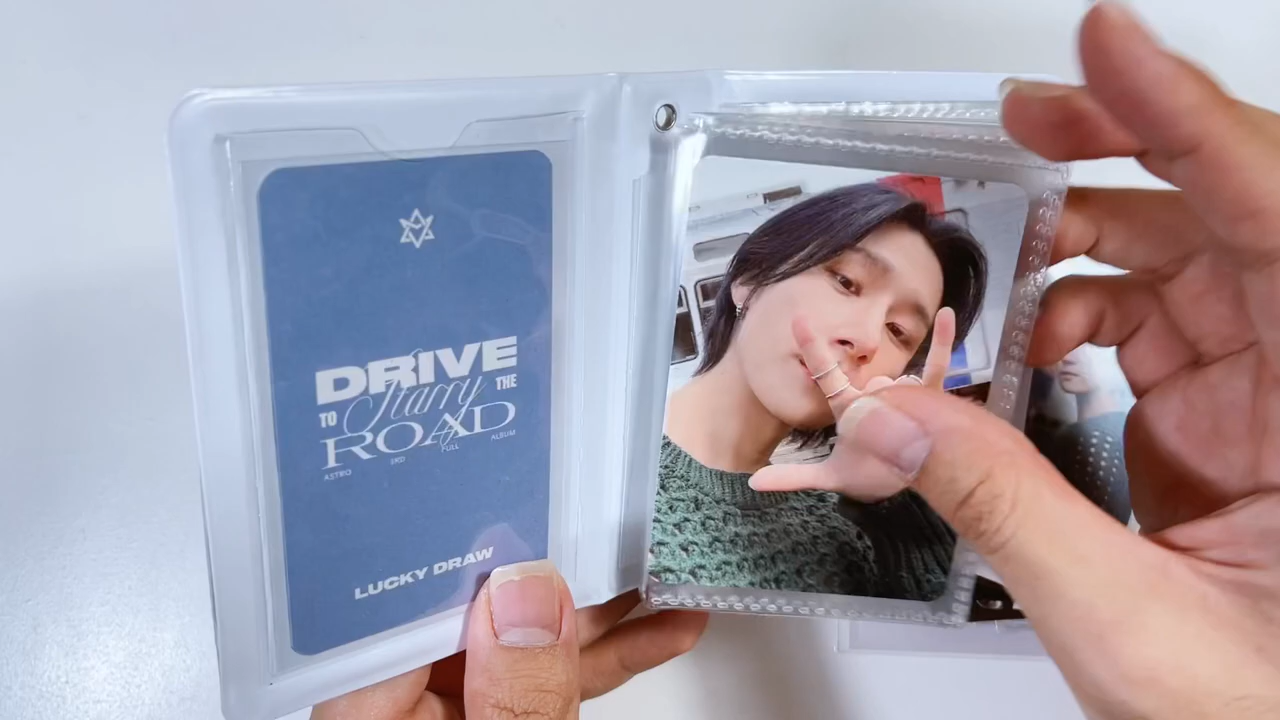 DRIVE
TO Starry THE
ROAD
ASTRO 3RD FULL ALBUM
LUCKY DRAW